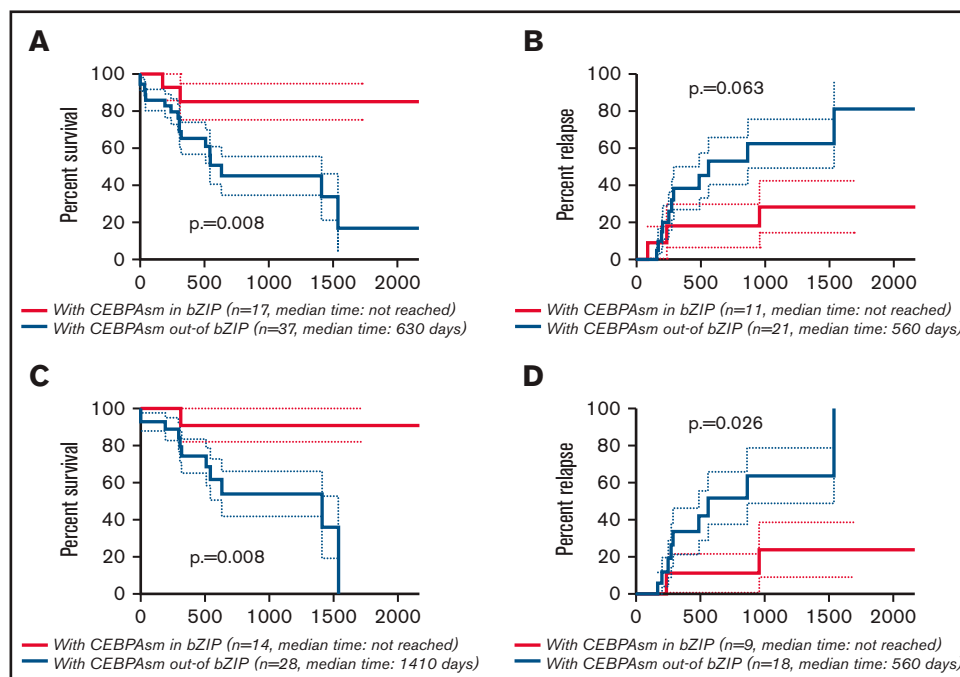 A
Percent survival
100
80
60
40
20
0
p.=0.008
0 500 1000 1500 2000
With CEBPAsm in bZIP (n=17, median time: not reached)
With CEBPAsm out-of bZIP (n=37, median time: 630 days)
B
Percent relapse
100
80
60
40
20
0
p.=0.063
0 500 1000 1500 2000
With CEBPAsm in bZIP (n=11, median time: not reached)
With CEBPAsm out-of bZIP (n=21, median time: 560 days)
C
Percent survival
100
80
60
40
20
0
p.=0.008
0 500 1000 1500 2000
With CEBPAsm in bZIP (n=14, median time: not reached)
With CEBPAsm out-of bZIP (n=28, median time: 1410 days)
D
Percent relapse
100
80
60
40
20
0
p.=0.026
0 500 1000 1500 2000
With CEBPAsm in bZIP (n=9, median time: not reached)
With CEBPAsm out-of bZIP (n=18, median time: 560 days)